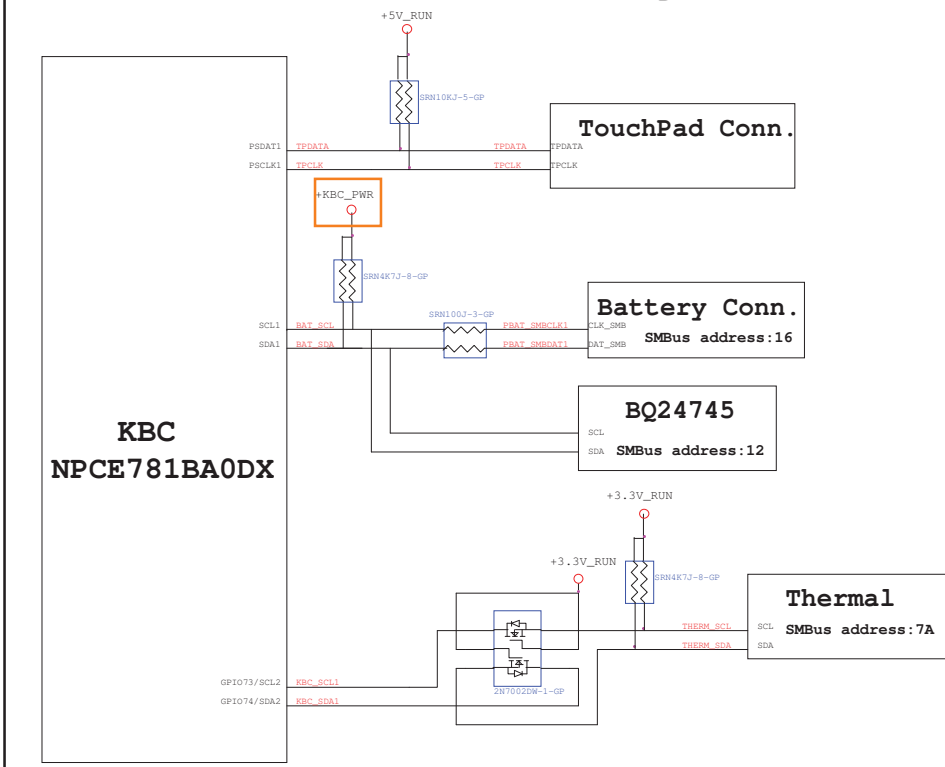 +5V_RUN
SRN10KJ-5-GP
TouchPad Conn.
PSDAT1 TPDATA TPDATA TPDATA
PSCLK1 TPCLK TPCLK TPCLK
+KBC_PWR
SRN4K7J-8-GP
SRN100J-3-GP
Battery Conn.
SCL1 BAT_SCL PBAT_SMBCLK1 CLK_SMB
SMBus address:16
SDA1 BAT_SDA PBAT_SMBDAT1 DAT_SMB
BQ24745
KBC
SCL
NPCE781BA0DX
SDA SMBus address:12
+3.3V_RUN
+3.3V_RUN
SRN4K7J-8-GP
Thermal
THERM_SCL SCL SMBus address:7A
THERM_SDA SDA
GPIO73/SCL2 KBC_SCL1
2N7002DW-1-GP
GPIO74/SDA2 KBC_SDA1